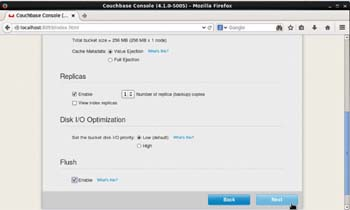 Couchbase Console (4.1.0-5005) - Mozilla Firefox
Couchbase Console (...
localhost:8091/index.html
Google
Total bucket size = 256 MB (256 MB x 1 node)
Cache Metadata: Value Ejection What's this?
Full Ejection
Replicas
Enable 1 Number of replica (backup) copies
View index replicas
Disk I/O Optimization
Set the bucket disk I/O priority: Low (default) What's this?
High
Flush
Enable What's this?
Back Next